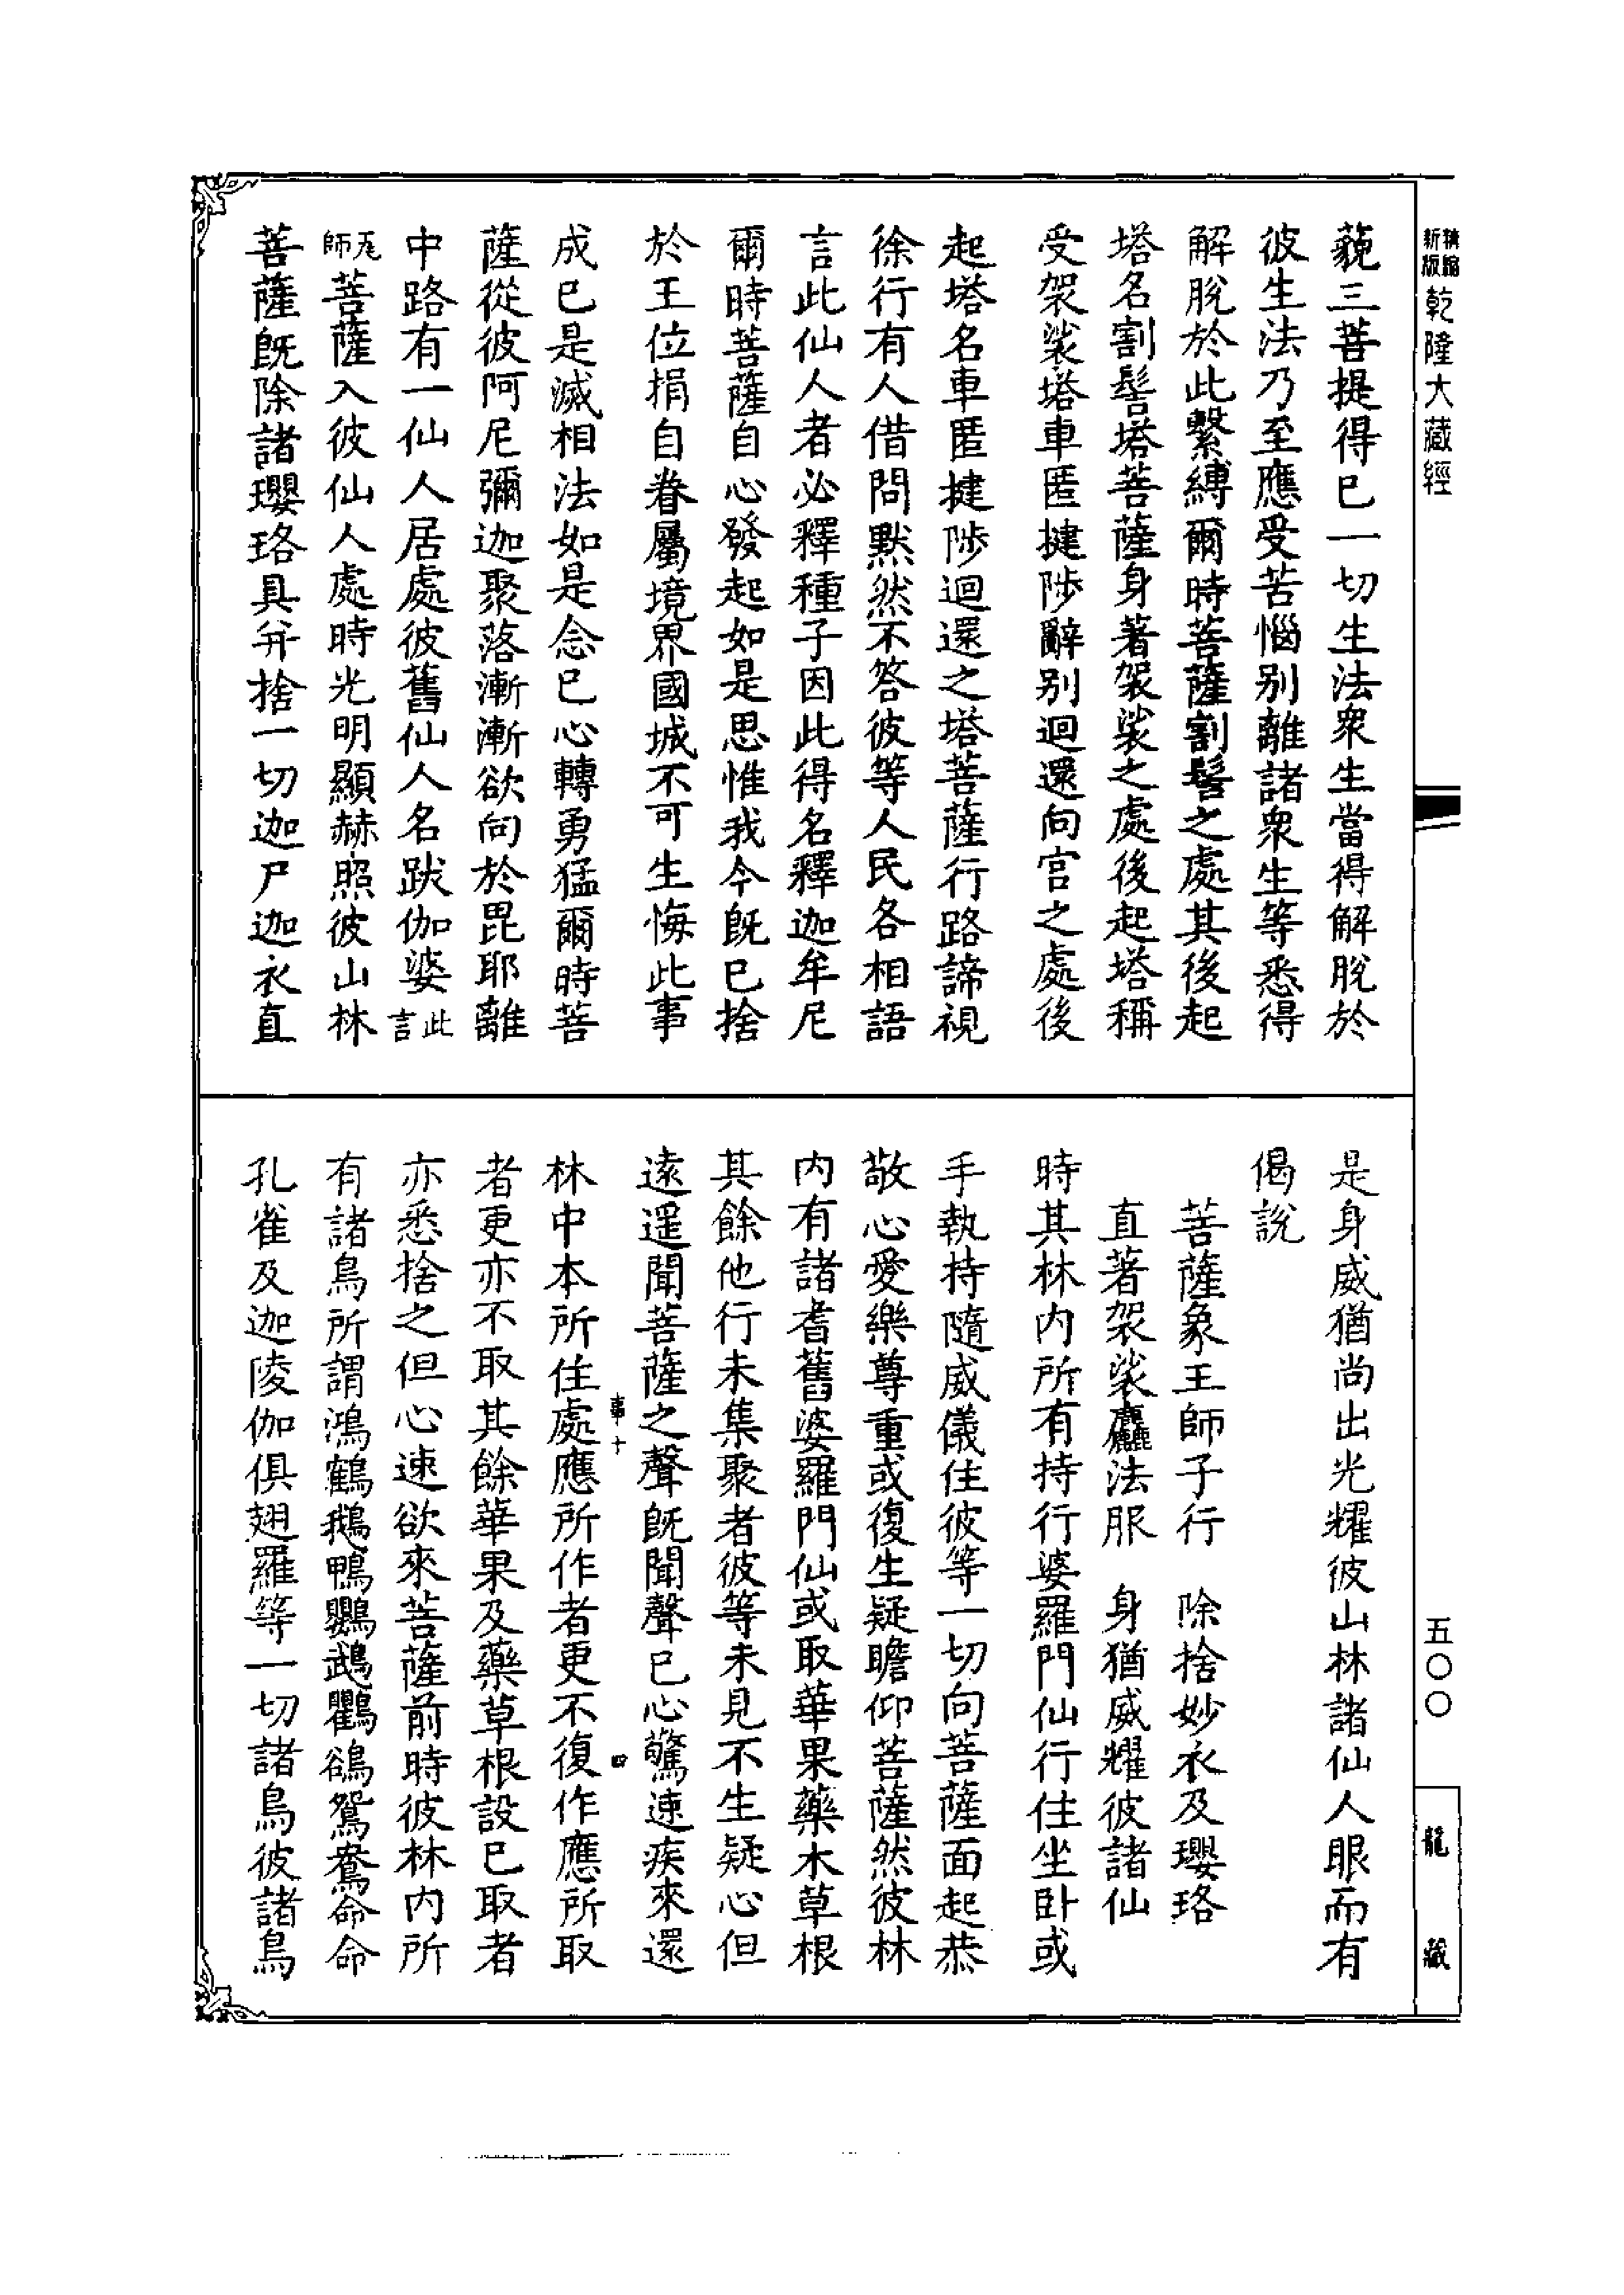 精縮新版乾隆大藏經
五〇〇
龍藏
藐三菩提得已一切生法衆生當得解脫於
彼生法乃至應受苦惱别離諸衆生等悉得
解脫於此繫縛爾時菩薩割髻之處其後起
塔名割髻塔菩薩身著袈裟之處後起塔稱
受袈裟塔車匿揵陟辭别迴還向宫之處後
起塔名車匿揵陟迴還之塔菩薩行路諦視
徐行有人借問默然不答彼等人民各相語
言此仙人者必釋種子因此得名釋迦牟尼
爾時菩薩自心發起如是思惟我今旣已捨
於王位捐自眷屬境界國城不可生悔此事
成已是滅相法如是念已心轉勇猛爾時菩
薩從彼阿尼彌迦聚落漸漸欲向於毘耶離
中路有一仙人居處彼舊仙人名跋伽婆此言
瓦師菩薩入彼仙人處時光明顯赫照彼山林
菩薩旣除諸瓔珞具并捨一切迦尸迦衣直
是身威猶尚出光耀彼山林諸仙人眼而有
偈說
菩薩象王師子行　除捨妙衣及瓔珞
直著袈裟麤法服　身猶威耀彼諸仙
時其林内所有持行婆羅門仙行住坐卧或
手執持隨威儀住彼等一切向菩薩面起恭
敬心愛樂尊重或復生疑瞻仰菩薩然彼林
内有諸耆舊婆羅門仙或取華果藥木草根
其餘他行未集聚者彼等未見不生疑心但
遠遥聞菩薩之聲旣聞聲已心驚速疾來還
事十
四
林中本所住處應所作者更不復作應所取
者更亦不取其餘華果及藥草根設已取者
亦悉捨之但心速欲來菩薩前時彼林内所
有諸鳥所謂鴻鶴鵝鴨鸚鵡鸜鵒鴛鴦命命
孔雀及迦陵伽俱翅羅等一切諸鳥彼諸鳥